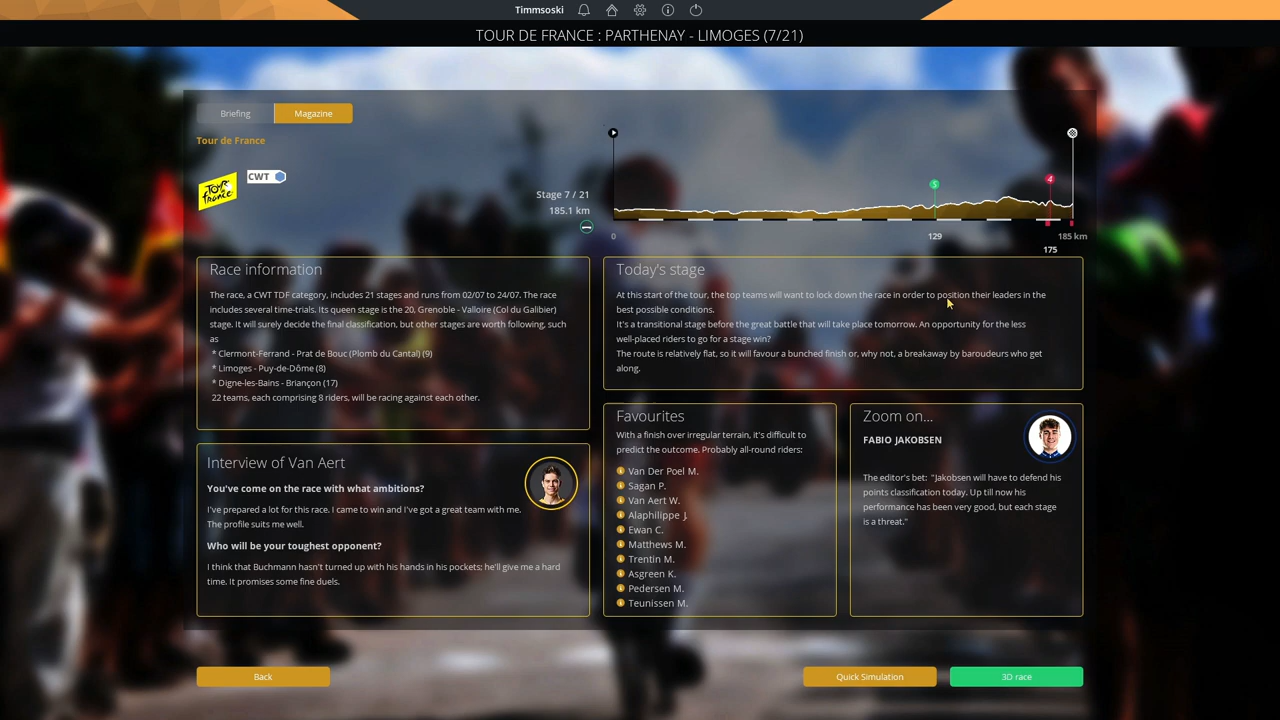 Timmsoski
TOUR DE FRANCE : PARTHENAY - LIMOGES (7/21)
Briefing
Magazine
Tour de France
TOUR
de
france
CWT
Stage 7 / 21
185.1 km
S
4
0
129
185 km
175
Race information
The race, a CWT TDF category, includes 21 stages and runs from 02/07 to 24/07. The race
includes several time-trials. Its queen stage is the 20, Grenoble - Valloire (Col du Galibier)
stage. It will surely decide the final classification, but other stages are worth following, such
as
* Clermont-Ferrand - Prat de Bouc (Plomb du Cantal) (9)
* Limoges - Puy-de-Dôme (8)
* Digne-les-Bains - Briançon (17)
22 teams, each comprising 8 riders, will be racing against each other.
Today's stage
At this start of the tour, the top teams will want to lock down the race in order to position their leaders in the
best possible conditions.
It's a transitional stage before the great battle that will take place tomorrow. An opportunity for the less
well-placed riders to go for a stage win?
The route is relatively flat, so it will favour a bunched finish or, why not, a breakaway by baroudeurs who get
along.
Interview of Van Aert
You've come on the race with what ambitions?
I've prepared a lot for this race. I came to win and I've got a great team with me.
The profile suits me well.
Who will be your toughest opponent?
I think that Buchmann hasn't turned up with his hands in his pockets; he'll give me a hard
time. It promises some fine duels.
Favourites
With a finish over irregular terrain, it's difficult to
predict the outcome. Probably all-round riders:
Van Der Poel M.
Sagan P.
Van Aert W.
Alaphilippe J.
Ewan C.
Matthews M.
Trentin M.
Asgreen K.
Pedersen M.
Teunissen M.
Zoom on...
FABIO JAKOBSEN
The editor's bet: "Jakobsen will have to defend his
points classification today. Up till now his
performance has been very good, but each stage
is a threat."
Back
Quick Simulation
3D race